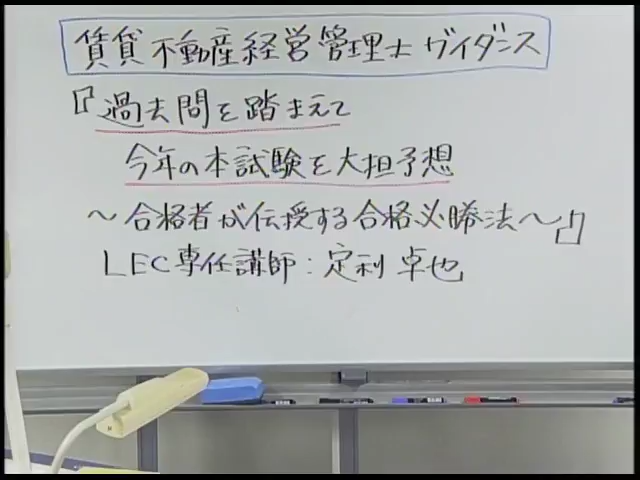 賃貸不動産経営管理士ガイダンス
『過去問を踏まえて
今年の本試験を大担予想
～合格者が伝授する合格必勝法～』
LEC専任講師：定利卓也